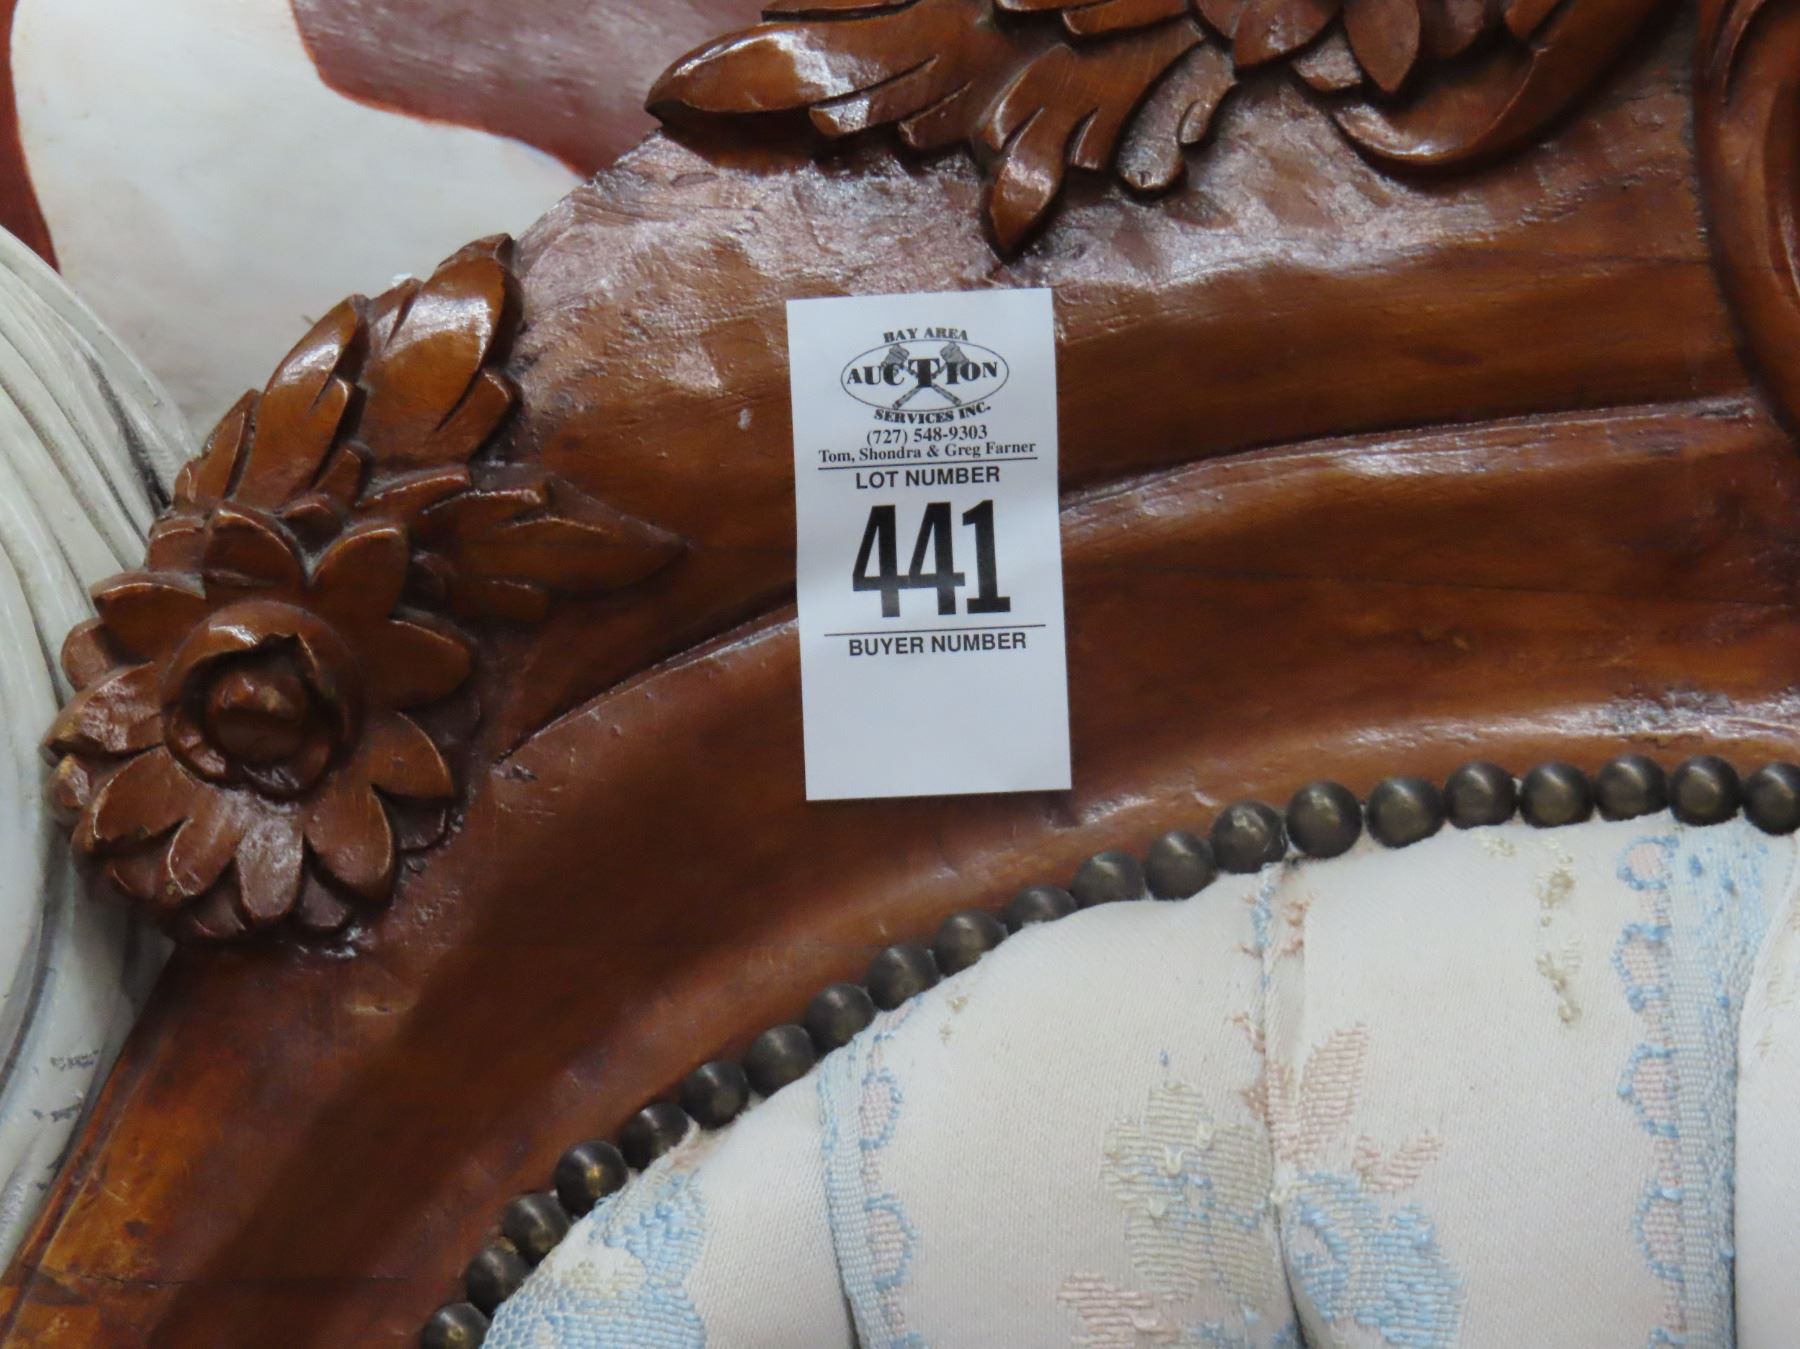 BAY AREA
AUCTION
SERVICES INC.
(727) 548-9303
Tom, Shondra & Greg Farner
LOT NUMBER
441
BUYER NUMBER